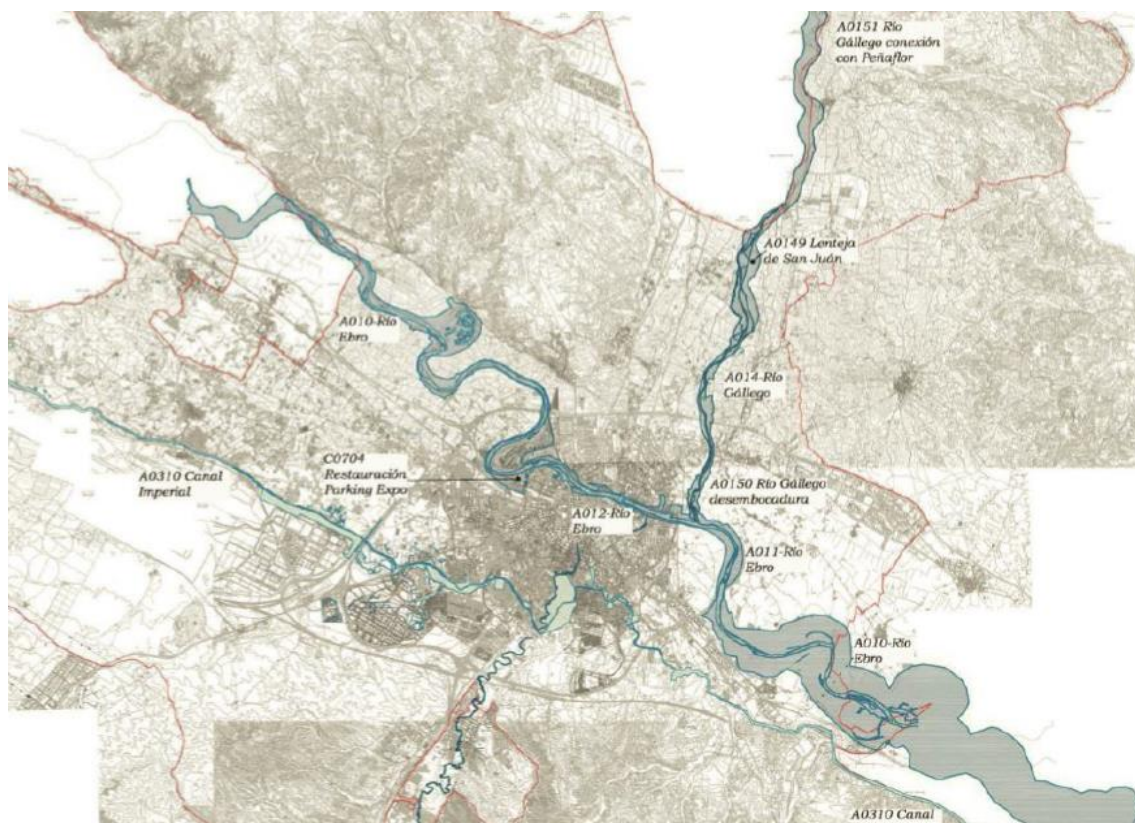 A0151 Río
Gállego conexión
con Peñaflor
A0149 Lenteja
de San Juán
A010-Río
Ebro
A014-Río
Gállego
C0704
Restauración
Parking Expo
A0310 Canal
Imperial
A0150 Río Gállego
desembocadura
A012-Río
Ebro
A011-Río
Ebro
A010-Río
Ebro
A0310 Canal